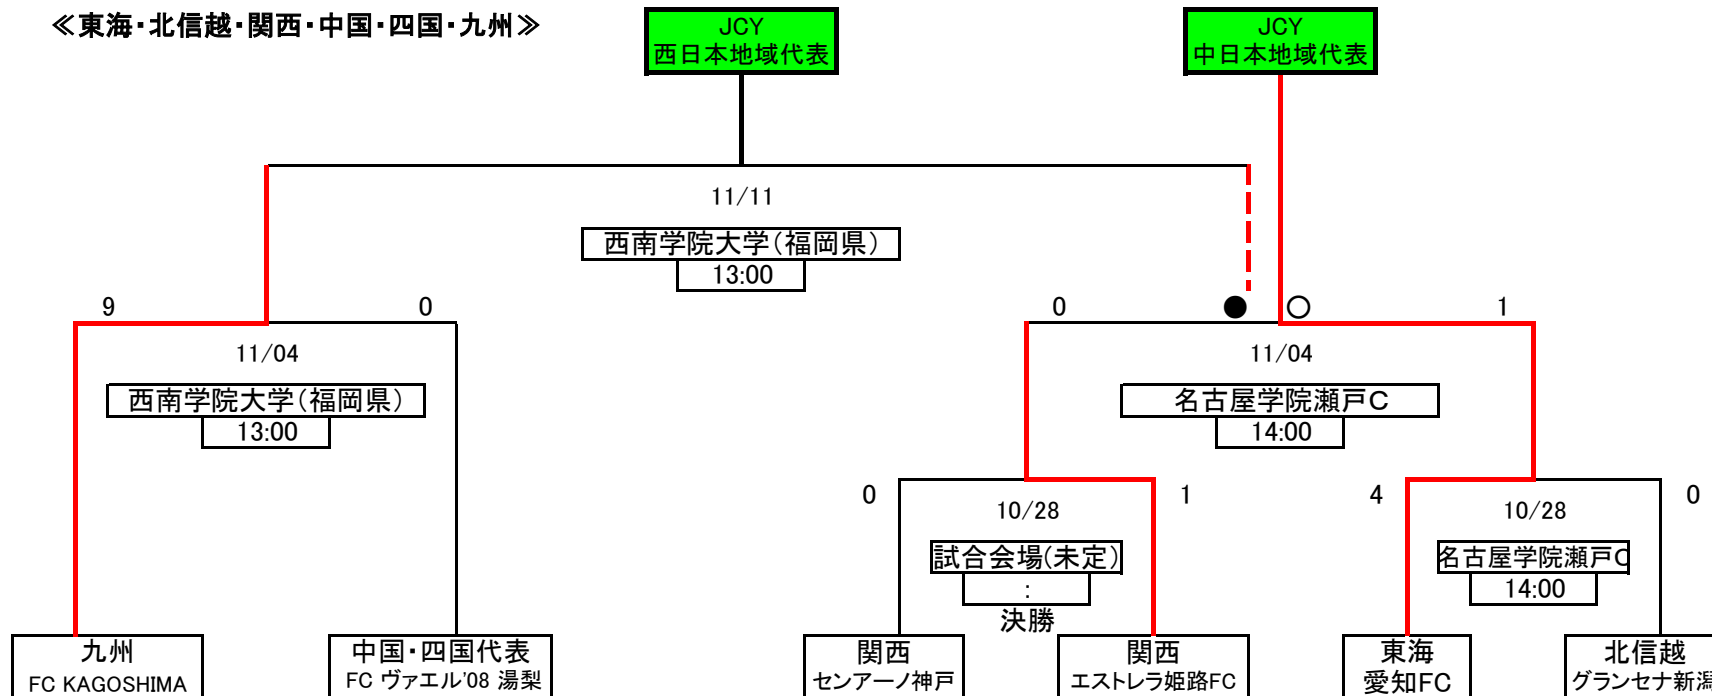 ≪東海・北信越・関西・中国・四国・九州≫
JCY
西日本地域代表
JCY
中日本地域代表
11/11
西南学院大学(福岡県)
13:00
9
0
0
●
○
1
11/04
西南学院大学(福岡県)
13:00
11/04
名古屋学院瀬戸C
14:00
0
1
4
0
10/28
試合会場(未定)
:
決勝
10/28
名古屋学院瀬戸C
14:00
九州
FC KAGOSHIMA
中国・四国代表
FC ヴァエル'08 湯梨
関西
センアーノ神戸
関西
エストレラ姫路FC
東海
愛知FC
北信越
グランセナ新潟